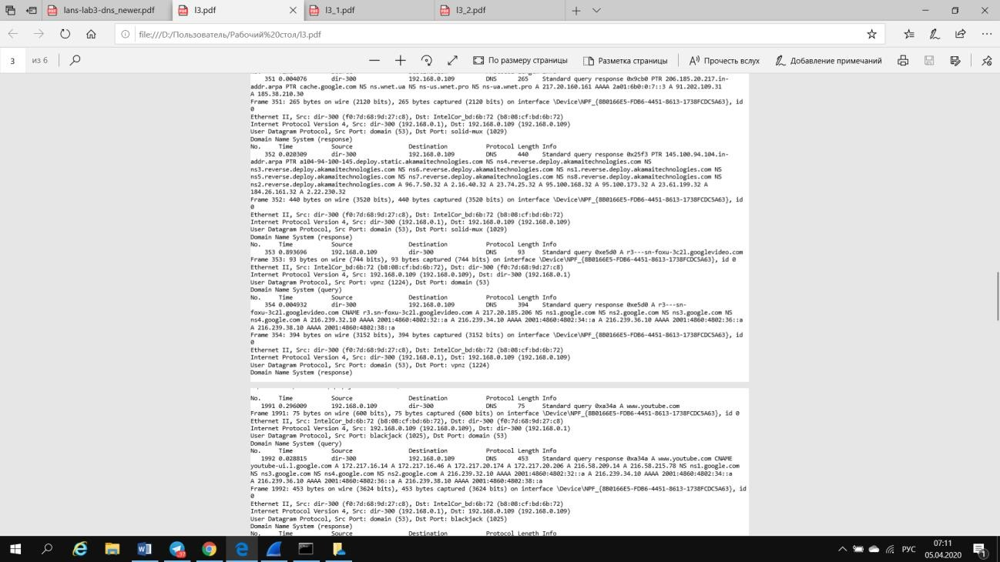 lans-lab3-dns_newer.pdf
l3.pdf
l3_1.pdf
l3_2.pdf
file:///D:/Пользователь/Рабочий%20стол/l3.pdf
3 из 6
По размеру страницы
Разметка страницы
Прочесть вслух
Добавление примечаний
351 0.004076 dir-300 192.168.0.109 DNS 265 Standard query response 0x9cb0 PTR 206.185.20.217.in-
addr.arpa PTR cache.google.com NS ns.wnet.ua NS ns-us.wnet.pro NS ns-ua.wnet.pro A 217.20.160.161 AAAA 2a01:6b0:0:7::3 A 91.202.109.31
A 185.38.210.30
Frame 351: 265 bytes on wire (2120 bits), 265 bytes captured (2120 bits) on interface \Device\NPF_{8B0166E5-FDB6-4451-8613-1738FCDC5A63}, id
0
Ethernet II, Src: dir-300 (f0:7d:68:9d:27:c8), Dst: IntelCor_bd:6b:72 (b8:08:cf:bd:6b:72)
Internet Protocol Version 4, Src: dir-300 (192.168.0.1), Dst: 192.168.0.109 (192.168.0.109)
User Datagram Protocol, Src Port: domain (53), Dst Port: solid-mux (1029)
Domain Name System (response)
No. Time Source Destination Protocol Length Info
352 0.020309 dir-300 192.168.0.109 DNS 440 Standard query response 0x25f3 PTR 145.100.94.104.in-
addr.arpa PTR a104-94-100-145.deploy.static.akamaitechnologies.com NS ns4.reverse.deploy.akamaitechnologies.com NS
ns3.reverse.deploy.akamaitechnologies.com NS ns6.reverse.deploy.akamaitechnologies.com NS ns1.reverse.deploy.akamaitechnologies.com NS
ns5.reverse.deploy.akamaitechnologies.com NS ns7.reverse.deploy.akamaitechnologies.com NS ns8.reverse.deploy.akamaitechnologies.com NS
ns2.reverse.deploy.akamaitechnologies.com A 96.7.50.32 A 2.16.40.32 A 23.74.25.32 A 95.100.168.32 A 95.100.173.32 A 23.61.199.32 A
184.26.161.32 A 2.22.230.32
Frame 352: 440 bytes on wire (3520 bits), 440 bytes captured (3520 bits) on interface \Device\NPF_{8B0166E5-FDB6-4451-8613-1738FCDC5A63}, id
0
Ethernet II, Src: dir-300 (f0:7d:68:9d:27:c8), Dst: IntelCor_bd:6b:72 (b8:08:cf:bd:6b:72)
Internet Protocol Version 4, Src: dir-300 (192.168.0.1), Dst: 192.168.0.109 (192.168.0.109)
User Datagram Protocol, Src Port: domain (53), Dst Port: solid-mux (1029)
Domain Name System (response)
No. Time Source Destination Protocol Length Info
353 0.893696 192.168.0.109 dir-300 DNS 93 Standard query 0xe5d0 A r3---sn-foxu-3c2l.googlevideo.com
Frame 353: 93 bytes on wire (744 bits), 93 bytes captured (744 bits) on interface \Device\NPF_{8B0166E5-FDB6-4451-8613-1738FCDC5A63}, id 0
Ethernet II, Src: IntelCor_bd:6b:72 (b8:08:cf:bd:6b:72), Dst: dir-300 (f0:7d:68:9d:27:c8)
Internet Protocol Version 4, Src: 192.168.0.109 (192.168.0.109), Dst: dir-300 (192.168.0.1)
User Datagram Protocol, Src Port: vpnz (1224), Dst Port: domain (53)
Domain Name System (query)
No. Time Source Destination Protocol Length Info
354 0.004932 dir-300 192.168.0.109 DNS 394 Standard query response 0xe5d0 A r3---sn-
foxu-3c2l.googlevideo.com CNAME r3.sn-foxu-3c2l.googlevideo.com A 217.20.185.206 NS ns1.google.com NS ns2.google.com NS ns3.google.com NS
ns4.google.com A 216.239.32.10 AAAA 2001:4860:4802:32::a A 216.239.34.10 AAAA 2001:4860:4802:34::a A 216.239.36.10 AAAA 2001:4860:4802:36::a
A 216.239.38.10 AAAA 2001:4860:4802:38::a
Frame 354: 394 bytes on wire (3152 bits), 394 bytes captured (3152 bits) on interface \Device\NPF_{8B0166E5-FDB6-4451-8613-1738FCDC5A63}, id
0
Ethernet II, Src: dir-300 (f0:7d:68:9d:27:c8), Dst: IntelCor_bd:6b:72 (b8:08:cf:bd:6b:72)
Internet Protocol Version 4, Src: dir-300 (192.168.0.1), Dst: 192.168.0.109 (192.168.0.109)
User Datagram Protocol, Src Port: domain (53), Dst Port: vpnz (1224)
Domain Name System (response)
No. Time Source Destination Protocol Length Info
1991 0.296009 192.168.0.109 dir-300 DNS 75 Standard query 0xa34a A www.youtube.com
Frame 1991: 75 bytes on wire (600 bits), 75 bytes captured (600 bits) on interface \Device\NPF_{8B0166E5-FDB6-4451-8613-1738FCDC5A63}, id 0
Ethernet II, Src: IntelCor_bd:6b:72 (b8:08:cf:bd:6b:72), Dst: dir-300 (f0:7d:68:9d:27:c8)
Internet Protocol Version 4, Src: 192.168.0.109 (192.168.0.109), Dst: dir-300 (192.168.0.1)
User Datagram Protocol, Src Port: blackjack (1025), Dst Port: domain (53)
Domain Name System (query)
No. Time Source Destination Protocol Length Info
1992 0.028815 dir-300 192.168.0.109 DNS 453 Standard query response 0xa34a A www.youtube.com CNAME
youtube-ui.l.google.com A 172.217.16.14 A 172.217.16.46 A 172.217.20.174 A 172.217.20.206 A 216.58.209.14 A 216.58.215.78 NS ns1.google.com
NS ns3.google.com NS ns4.google.com NS ns2.google.com A 216.239.32.10 AAAA 2001:4860:4802:32::a A 216.239.34.10 AAAA 2001:4860:4802:34::a
A 216.239.36.10 AAAA 2001:4860:4802:36::a A 216.239.38.10 AAAA 2001:4860:4802:38::a
Frame 1992: 453 bytes on wire (3624 bits), 453 bytes captured (3624 bits) on interface \Device\NPF_{8B0166E5-FDB6-4451-8613-1738FCDC5A63}, id
0
Ethernet II, Src: dir-300 (f0:7d:68:9d:27:c8), Dst: IntelCor_bd:6b:72 (b8:08:cf:bd:6b:72)
Internet Protocol Version 4, Src: dir-300 (192.168.0.1), Dst: 192.168.0.109 (192.168.0.109)
User Datagram Protocol, Src Port: domain (53), Dst Port: blackjack (1025)
Domain Name System (response)
No. Time Source Destination Protocol Length Info
97
РУС
07:11
05.04.2020
1